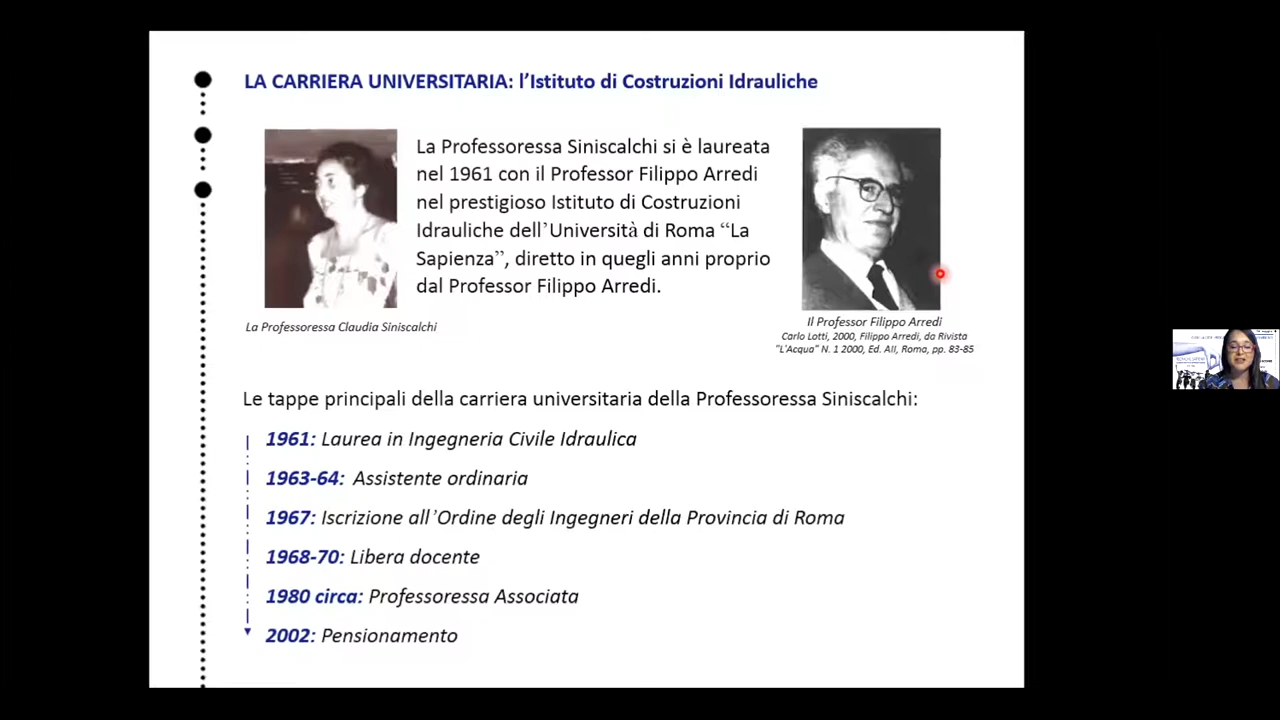 LA CARRIERA UNIVERSITARIA: l’Istituto di Costruzioni Idrauliche
La Professoressa Siniscalchi si è laureata
nel 1961 con il Professor Filippo Arredi
nel prestigioso Istituto di Costruzioni
Idrauliche dell’Università di Roma “La
Sapienza”, diretto in quegli anni proprio
dal Professor Filippo Arredi.
La Professoressa Claudia Siniscalchi
Il Professor Filippo Arredi
Carlo Lotti, 2000, Filippo Arredi, da Rivista
"L'Acqua" N. 1 2000, Ed. AII, Roma, pp. 83-85
Le tappe principali della carriera universitaria della Professoressa Siniscalchi:
1961: Laurea in Ingegneria Civile Idraulica
1963-64: Assistente ordinaria
1967: Iscrizione all’Ordine degli Ingegneri della Provincia di Roma
1968-70: Libera docente
1980 circa: Professoressa Associata
2002: Pensionamento